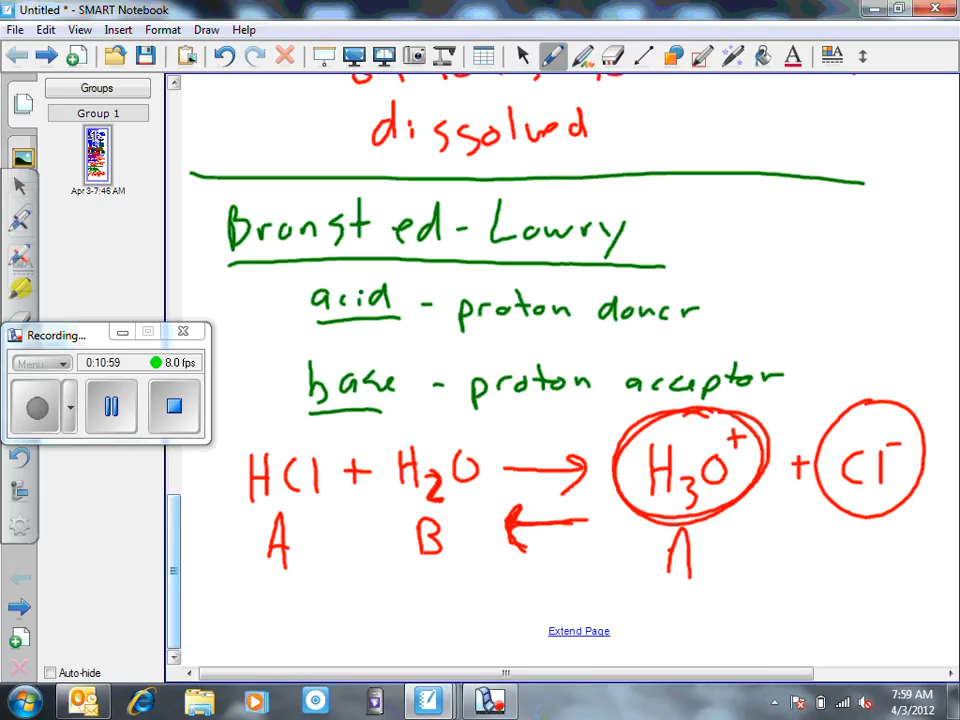 Untitled * - SMART Notebook
File Edit View Insert Format Draw Help
Groups
Group 1
Apr 3-7:46 AM
dissolved
Bronsted-Lowry
acid - proton donor
base - proton acceptor
Recording...
Menu 0:10:59 8.0 fps
HCl + H₂O → H₃O⁺ + Cl⁻
A B ←
Extend Page
Auto-hide
7:59 AM
4/3/2012